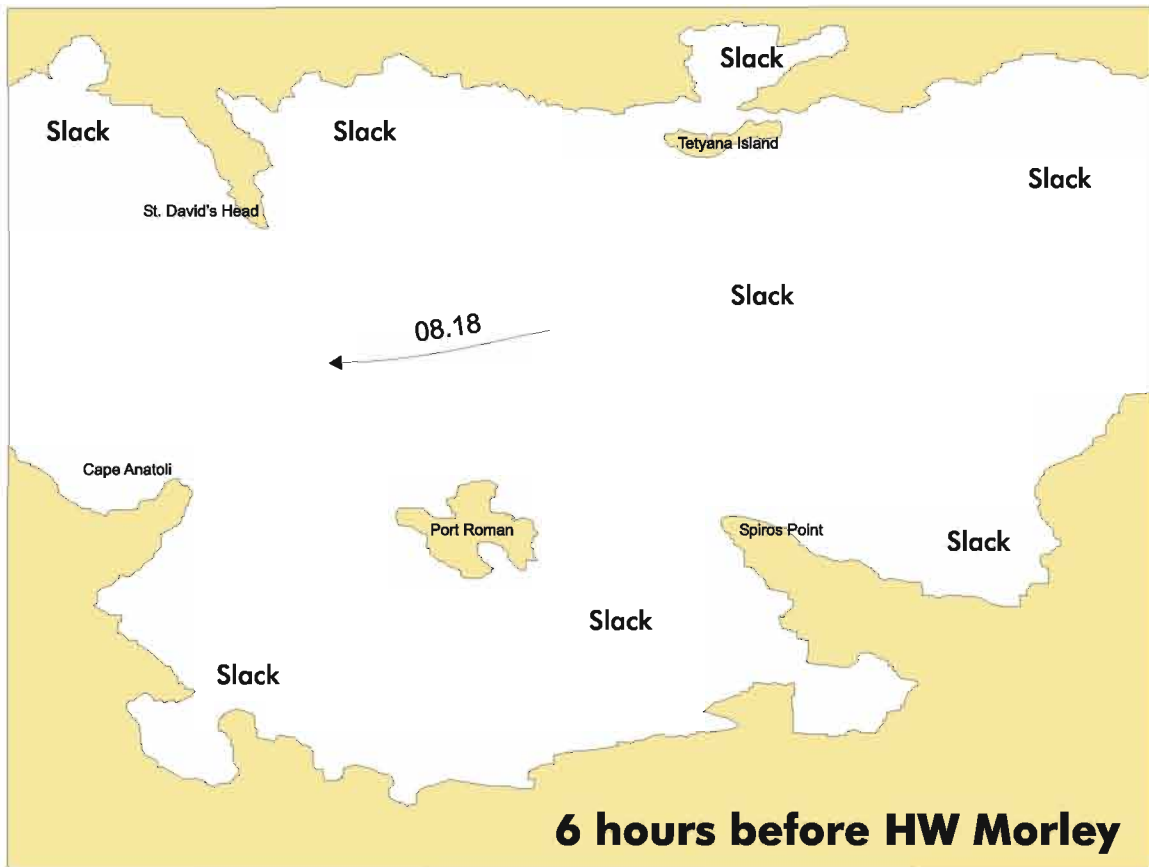 Slack
Slack
Slack
Tetyana Island
Slack
St. David's Head
Slack
08.18
Cape Anatoli
Port Roman
Spiros Point
Slack
Slack
Slack
6 hours before HW Morley